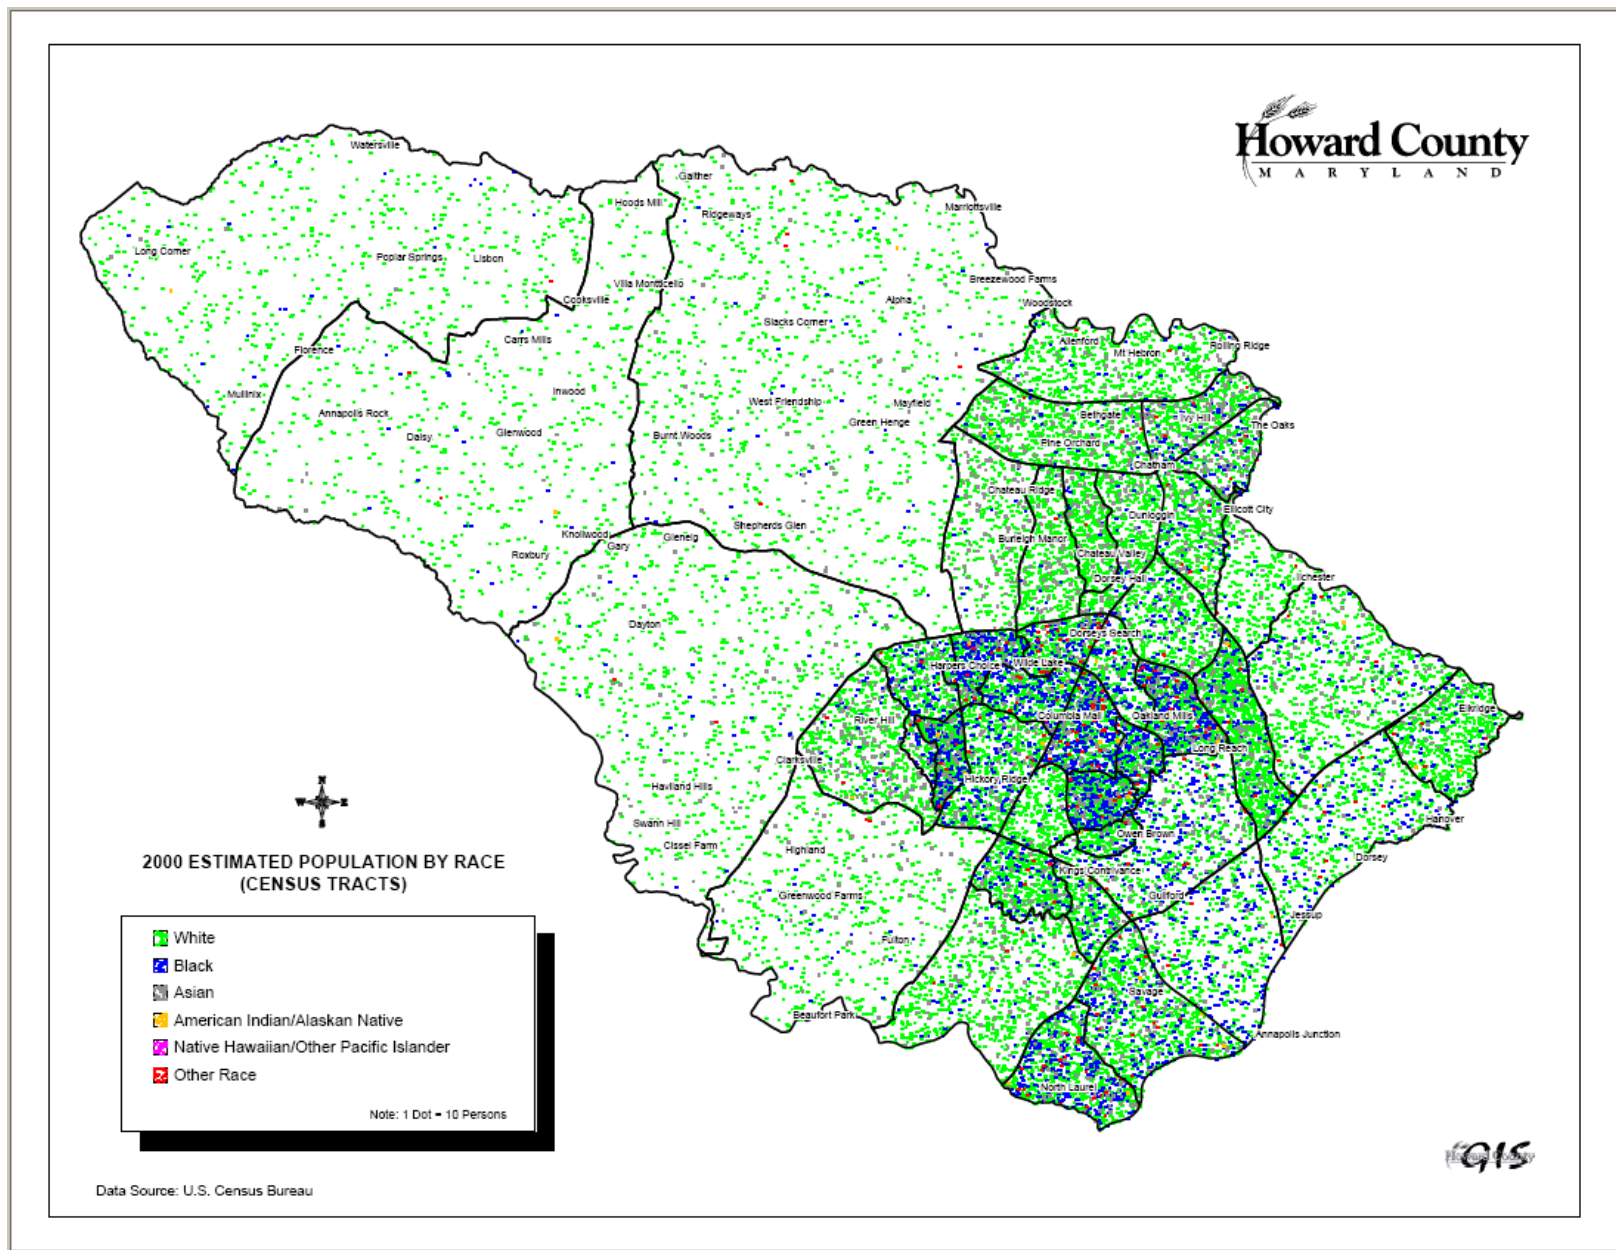 Howard County
MARYLAND
Watersville
Gaither
Hoods Mill
Ridgeways
Marriottsville
Long Corner
Poplar Springs
Lisbon
Breezewood Farms
Villa Montticello
Cooksville
Alpha
Woodstock
Slacks Corner
Carrs Mills
Allenford
Mt Hebron
Rolling Ridge
Florence
Mullinix
Inwood
West Friendship
Mayfield
Annapolis Rock
Bethgate
Ivy Hill
Green Henge
The Oaks
Daisy
Glenwood
Burnt Woods
Pine Orchard
Chatham
Chateau Ridge
Ellicott City
Dunloggin
Shepherds Glen
Knollwood
Glenelg
Burleigh Manor
Gary
Roxbury
Chateau Valley
Dorsey Hall
Ilchester
Dayton
Dorseys Search
Harpers Choice
Wilde Lake
Elkridge
River Hill
Columbia Mall
Oakland Mills
Long Reach
Clarksville
Hickory Ridge
Haviland Hills
Swann Hill
Hanover
Owen Brown
Cissel Farm
Highland
Dorsey
Kings Contrivance
Greenwood Farms
Guilford
Jessup
Fulton
Savage
Beaufort Park
Annapolis Junction
North Laurel
N
W
E
S
2000 ESTIMATED POPULATION BY RACE
(CENSUS TRACTS)
White
Black
Asian
American Indian/Alaskan Native
Native Hawaiian/Other Pacific Islander
Other Race
Note: 1 Dot = 10 Persons
Data Source: U.S. Census Bureau
Howard County GIS